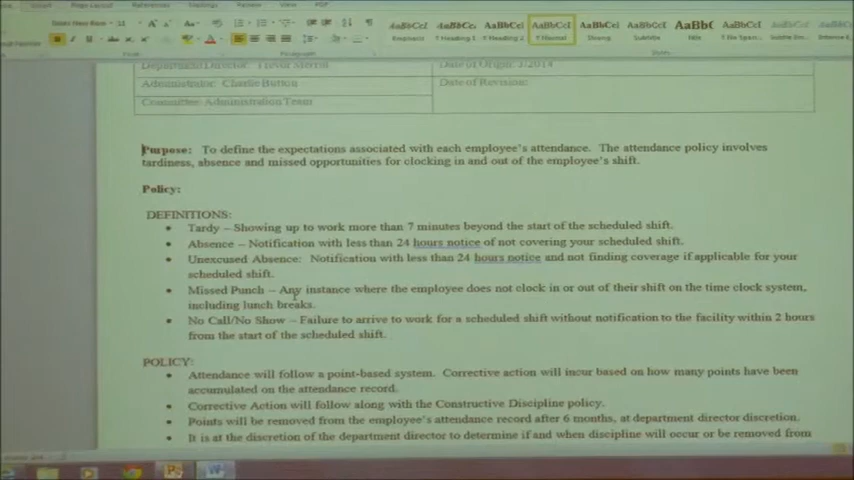 Department Director: Trevor Merrill
Date of Origin: 3/2014
Administrator: Charlie Button
Date of Revision:
Committee: Administration Team
Purpose: To define the expectations associated with each employee's attendance. The attendance policy involves
tardiness, absence and missed opportunities for clocking in and out of the employee's shift.
Policy:
DEFINITIONS:
Tardy – Showing up to work more than 7 minutes beyond the start of the scheduled shift.
Absence – Notification with less than 24 hours notice of not covering your scheduled shift.
Unexcused Absence: Notification with less than 24 hours notice and not finding coverage if applicable for your
scheduled shift.
Missed Punch – Any instance where the employee does not clock in or out of their shift on the time clock system,
including lunch breaks.
No Call/No Show – Failure to arrive to work for a scheduled shift without notification to the facility within 2 hours
from the start of the scheduled shift.
POLICY:
Attendance will follow a point-based system. Corrective action will incur based on how many points have been
accumulated on the attendance record.
Corrective Action will follow along with the Constructive Discipline policy.
Points will be removed from the employee's attendance record after 6 months, at department director discretion.
It is at the discretion of the department director to determine if and when discipline will occur or be removed from